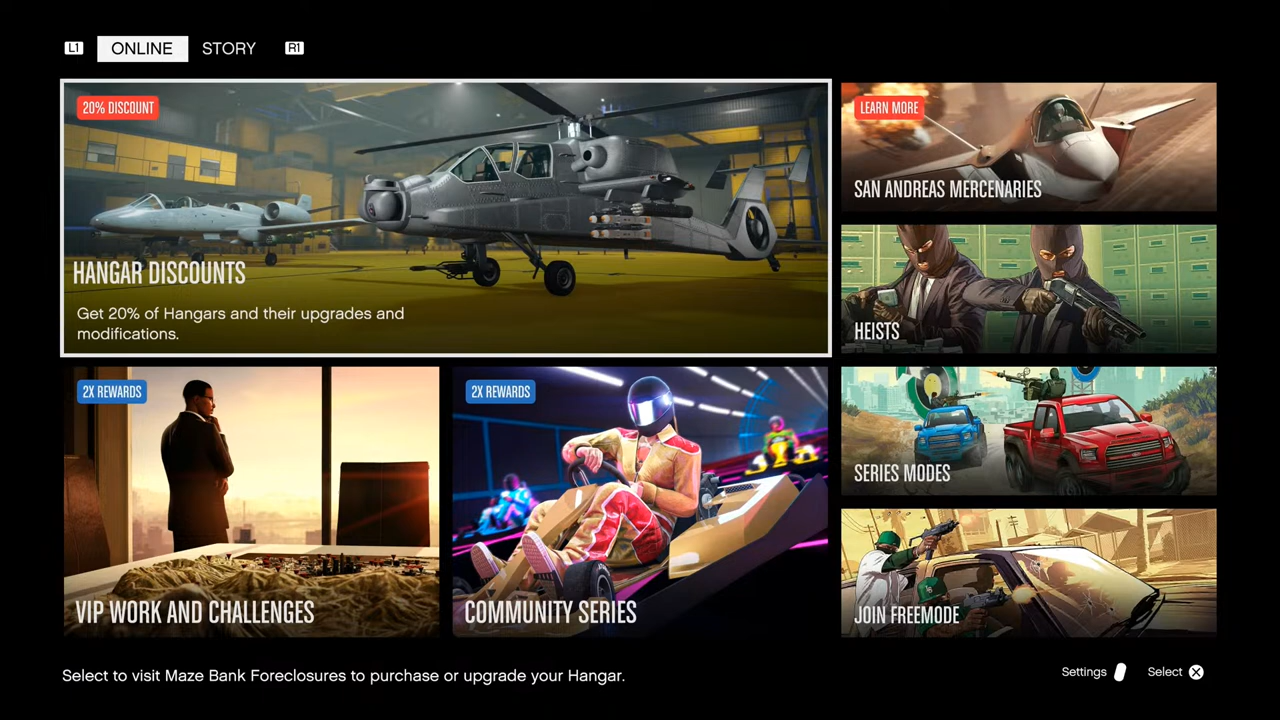 L1 ONLINE STORY R1
20% DISCOUNT
HANGAR DISCOUNTS
Get 20% of Hangars and their upgrades and
modifications.
LEARN MORE
SAN ANDREAS MERCENARIES
HEISTS
2X REWARDS
VIP WORK AND CHALLENGES
2X REWARDS
COMMUNITY SERIES
SERIES MODES
JOIN FREEMODE
Select to visit Maze Bank Foreclosures to purchase or upgrade your Hangar.
Settings Select